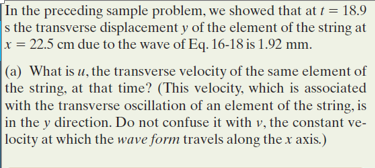 In the preceding sample problem, we showed that at t = 18.9
s the transverse displacement y of the element of the string at
x = 22.5 cm due to the wave of Eq. 16-18 is 1.92 mm.
(a) What is u, the transverse velocity of the same element of
the string, at that time? (This velocity, which is associated
with the transverse oscillation of an element of the string, is
in the y direction. Do not confuse it with v, the constant ve-
locity at which the wave form travels along the x axis.)